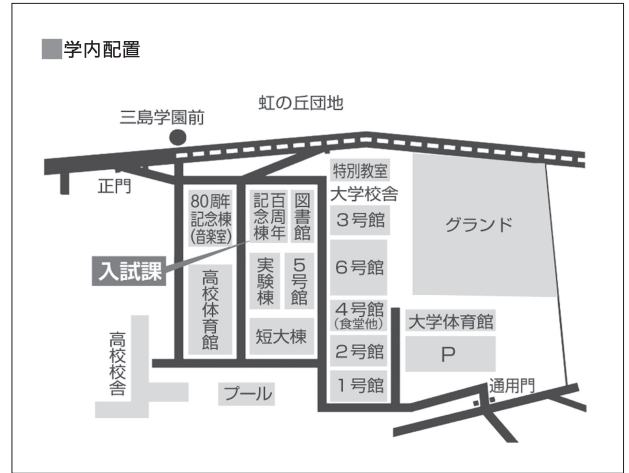 学内配置
虹の丘団地
三島学園前
正門
特別教室
大学校舎
80周年
記念棟
(音楽室)
百周年
記念棟
図書館
3号館
グランド
入試課
高校体育館
実験棟
5号館
6号館
4号館
(食堂他)
大学体育館
短大棟
2号館
P
高校校舎
プール
1号館
通用門